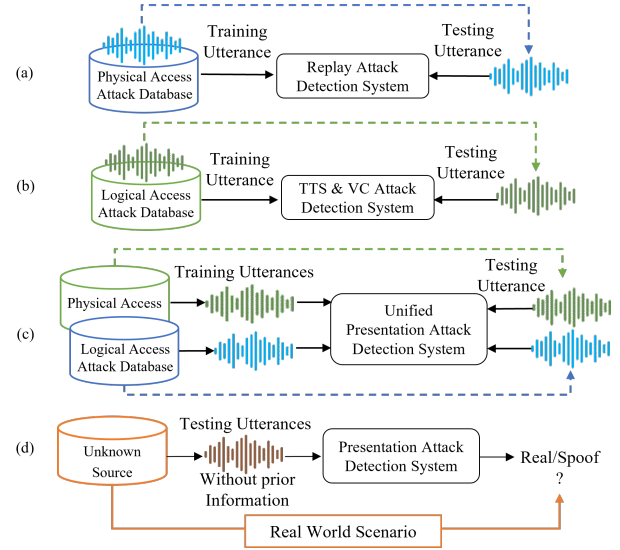 (a)
Physical Access
Attack Database
Training
Utterance
Replay Attack
Detection System
Testing
Utterance
(b)
Logical Access
Attack Database
Training
Utterance
TTS & VC Attack
Detection System
Testing
Utterance
(c)
Physical Access
Logical Access
Attack Database
Training Utterances
Unified
Presentation Attack
Detection System
Testing
Utterance
(d)
Unknown
Source
Testing Utterances
Without prior
Information
Presentation Attack
Detection System
Real/Spoof
?
Real World Scenario